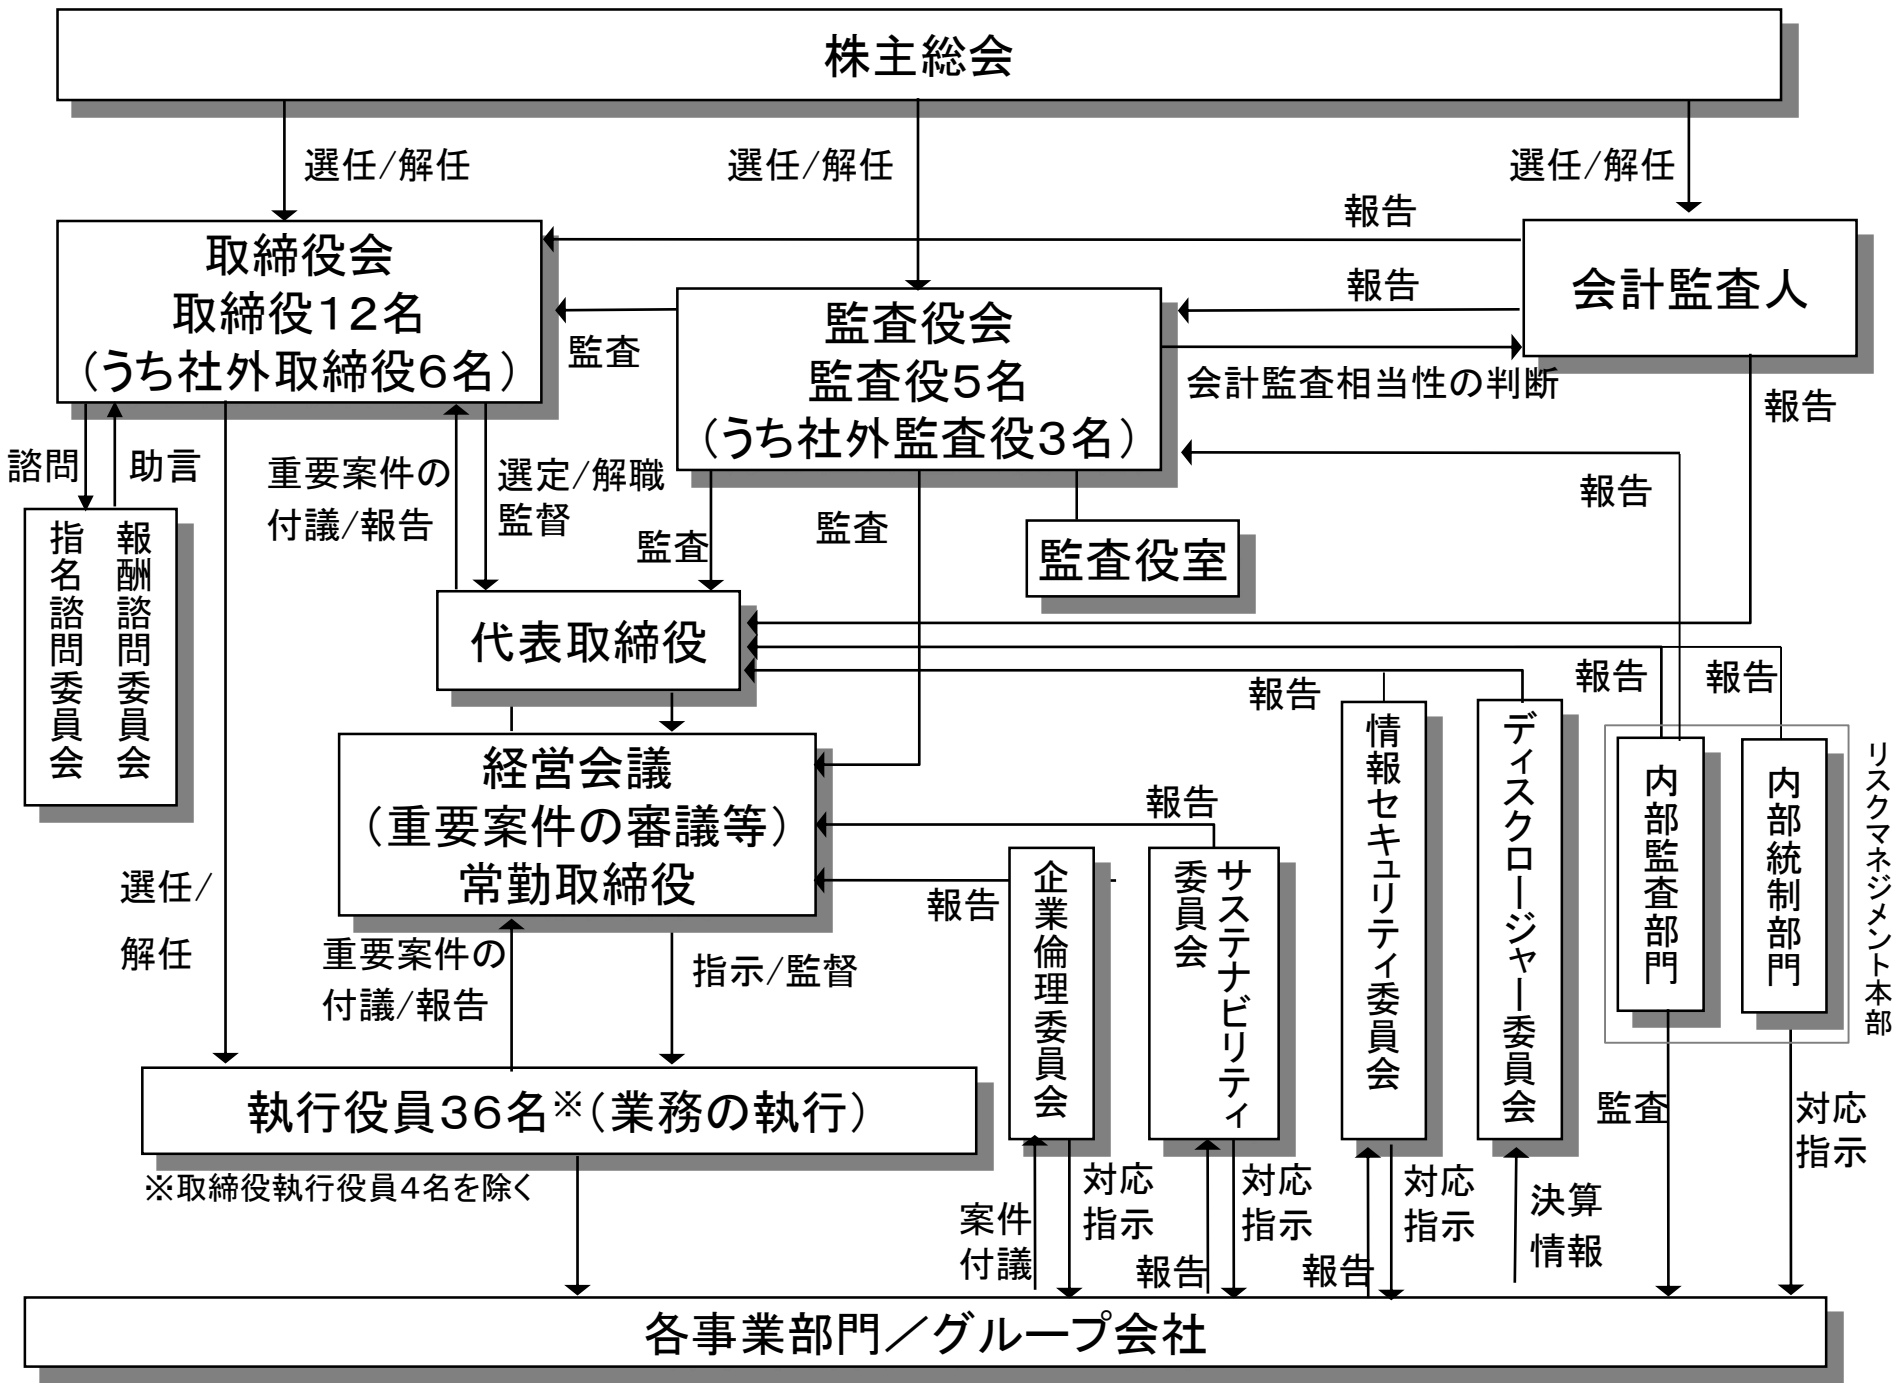 株主総会
選任/解任
選任/解任
選任/解任
取締役会
取締役12名
（うち社外取締役6名）
監査役会
監査役5名
（うち社外監査役3名）
会計監査人
報告
報告
監査
会計監査相当性の判断
報告
諮問
助言
重要案件の
付議/報告
選定/解職
監督
監査
監査
報告
監査役室
報酬諮問委員会
指名諮問委員会
代表取締役
報告
報告
報告
経営会議
（重要案件の審議等）
常勤取締役
報告
報告
選任/
解任
重要案件の
付議/報告
指示/監督
企業倫理委員会
サステナビリティ
委員会
情報セキュリティ委員会
ディスクロージャー委員会
内部監査部門
内部統制部門
リスクマネジメント本部
執行役員36名※（業務の執行）
※取締役執行役員4名を除く
案件
付議
対応
指示
報告
対応
指示
報告
対応
指示
決算
情報
監査
対応
指示
各事業部門／グループ会社